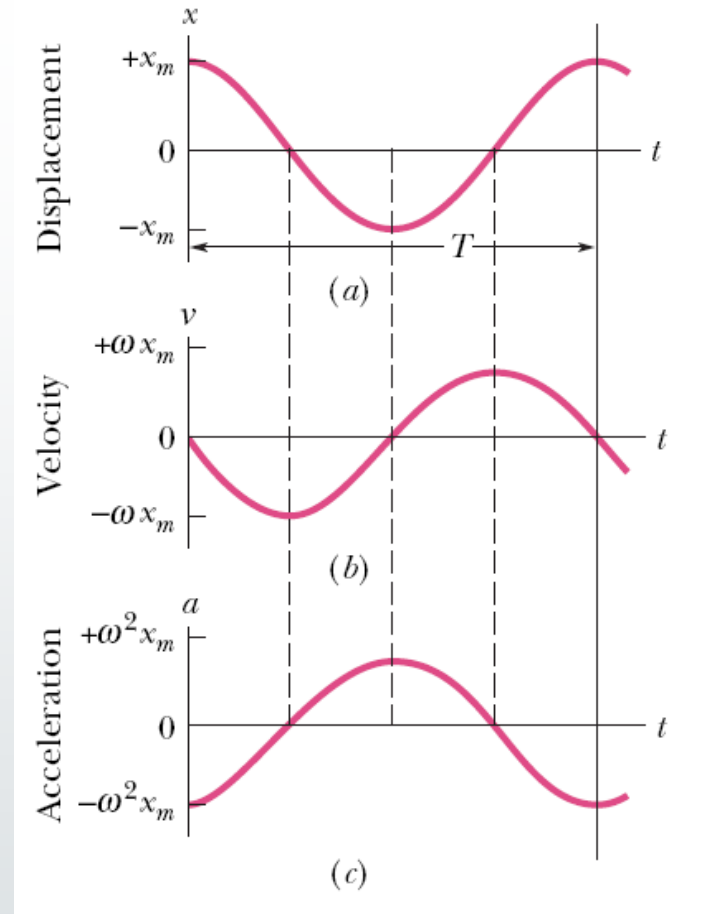 x
Displacement
+xₘ
0
−xₘ
t
T
(a)
v
Velocity
+ωxₘ
0
−ωxₘ
t
(b)
a
Acceleration
+ω²xₘ
0
−ω²xₘ
t
(c)